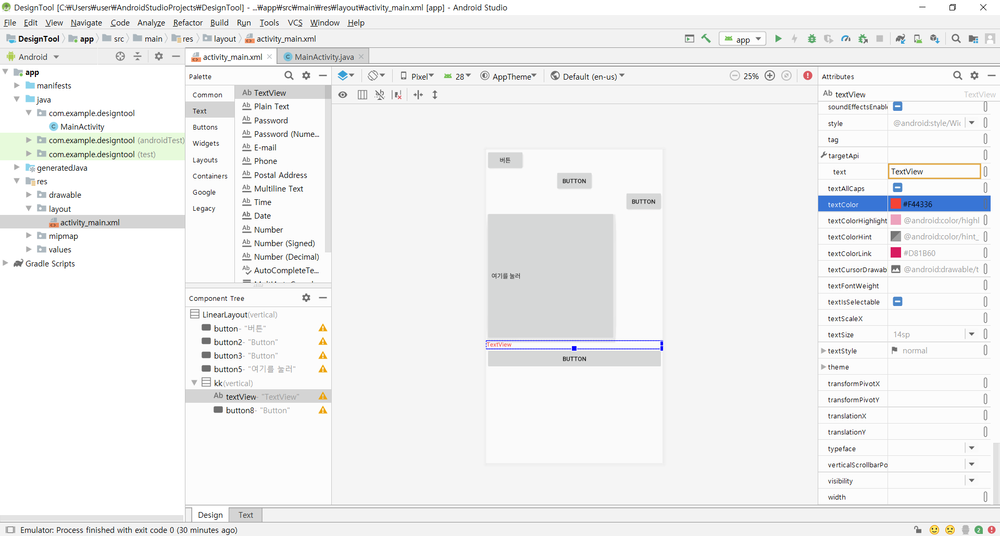 DesignTool [C:₩Users₩user₩AndroidStudioProjects₩DesignTool] - ...₩app₩src₩main₩res₩layout₩activity_main.xml [app] - Android Studio
File Edit View Navigate Code Analyze Refactor Build Run Tools VCS Window Help
DesignTool app src main res layout activity_main.xml
app
Android
activity_main.xml
MainActivity.java
app
manifests
java
com.example.designtool
MainActivity
com.example.designtool (androidTest)
com.example.designtool (test)
generatedJava
res
drawable
layout
activity_main.xml
mipmap
values
Gradle Scripts
Palette
Common
Text
Buttons
Widgets
Layouts
Containers
Google
Legacy
Ab TextView
Ab Plain Text
Ab Password
Ab Password (Nume...
Ab E-mail
Ab Phone
Ab Postal Address
Ab Multiline Text
Ab Time
Ab Date
Ab Number
Ab Number (Signed)
Ab Number (Decimal)
Ab AutoCompleteTe...
Component Tree
LinearLayout(vertical)
button- "버튼"
button2- "Button"
button3- "Button"
button5- "여기를 눌러"
kk(vertical)
Ab textView- "TextView"
button8- "Button"
Pixel 28 AppTheme Default (en-us) 25%
버튼
BUTTON
BUTTON
여기를 눌러
TextView
BUTTON
Attributes
Ab textView TextView
soundEffectsEnabl
style @android:style/Wi
tag
targetApi
text TextView
textAllCaps
textColor #F44336
textColorHighlight @android:color/highl
textColorHint @android:color/hint_
textColorLink #D81B60
textCursorDrawab @android:drawable/t
textFontWeight
textIsSelectable
textScaleX
textSize 14sp
textStyle normal
theme
transformPivotX
transformPivotY
translationX
translationY
typeface
verticalScrollbarPo
visibility
width
Design Text
Emulator: Process finished with exit code 0 (30 minutes ago)
2